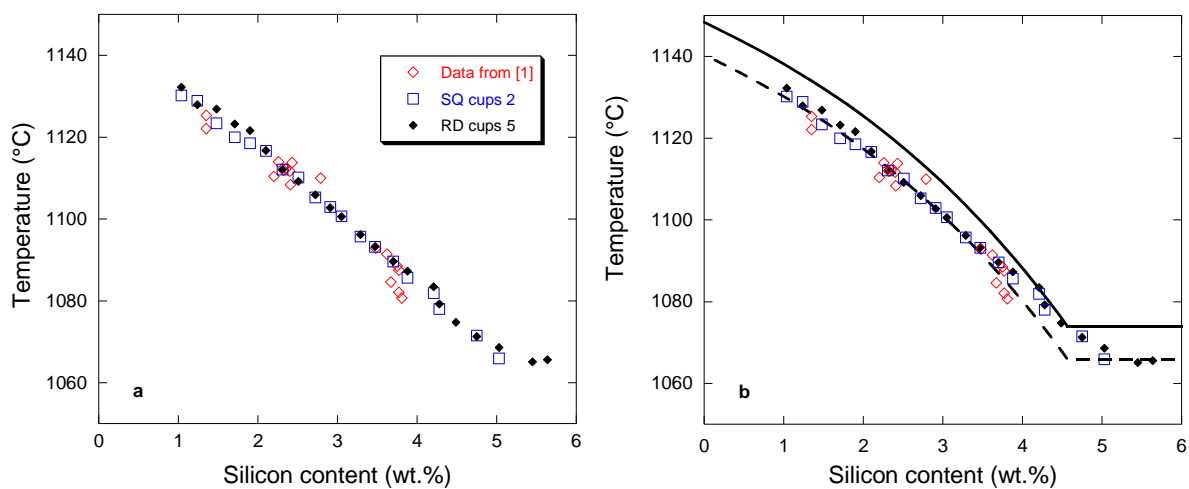 Temperature (°C)
1140
1120
1100
1080
1060
0
1
2
3
4
5
6
Silicon content (wt.%)
Data from [1]
SQ cups 2
RD cups 5
a
Temperature (°C)
1140
1120
1100
1080
1060
0
1
2
3
4
5
6
Silicon content (wt.%)
b